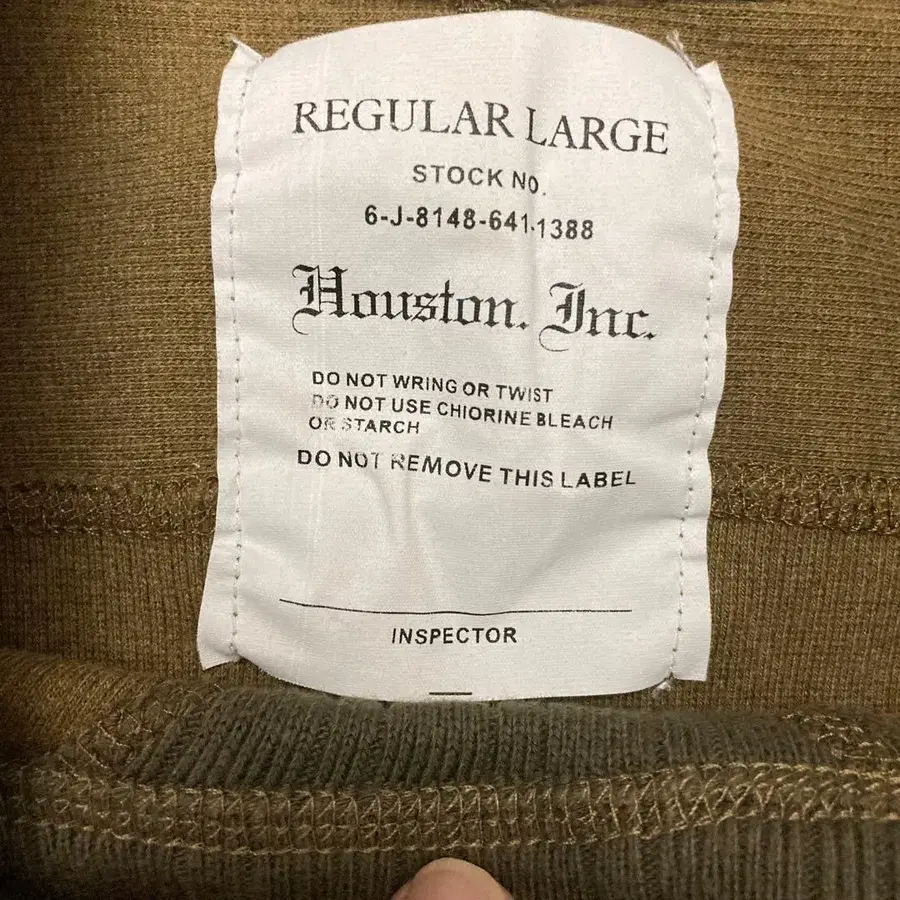 REGULAR LARGE
STOCK NO.
6-J-8148-641.1388
Houston. Inc.
DO NOT WRING OR TWIST
DO NOT USE CHIORINE BLEACH
OR STARCH
DO NOT REMOVE THIS LABEL
INSPECTOR